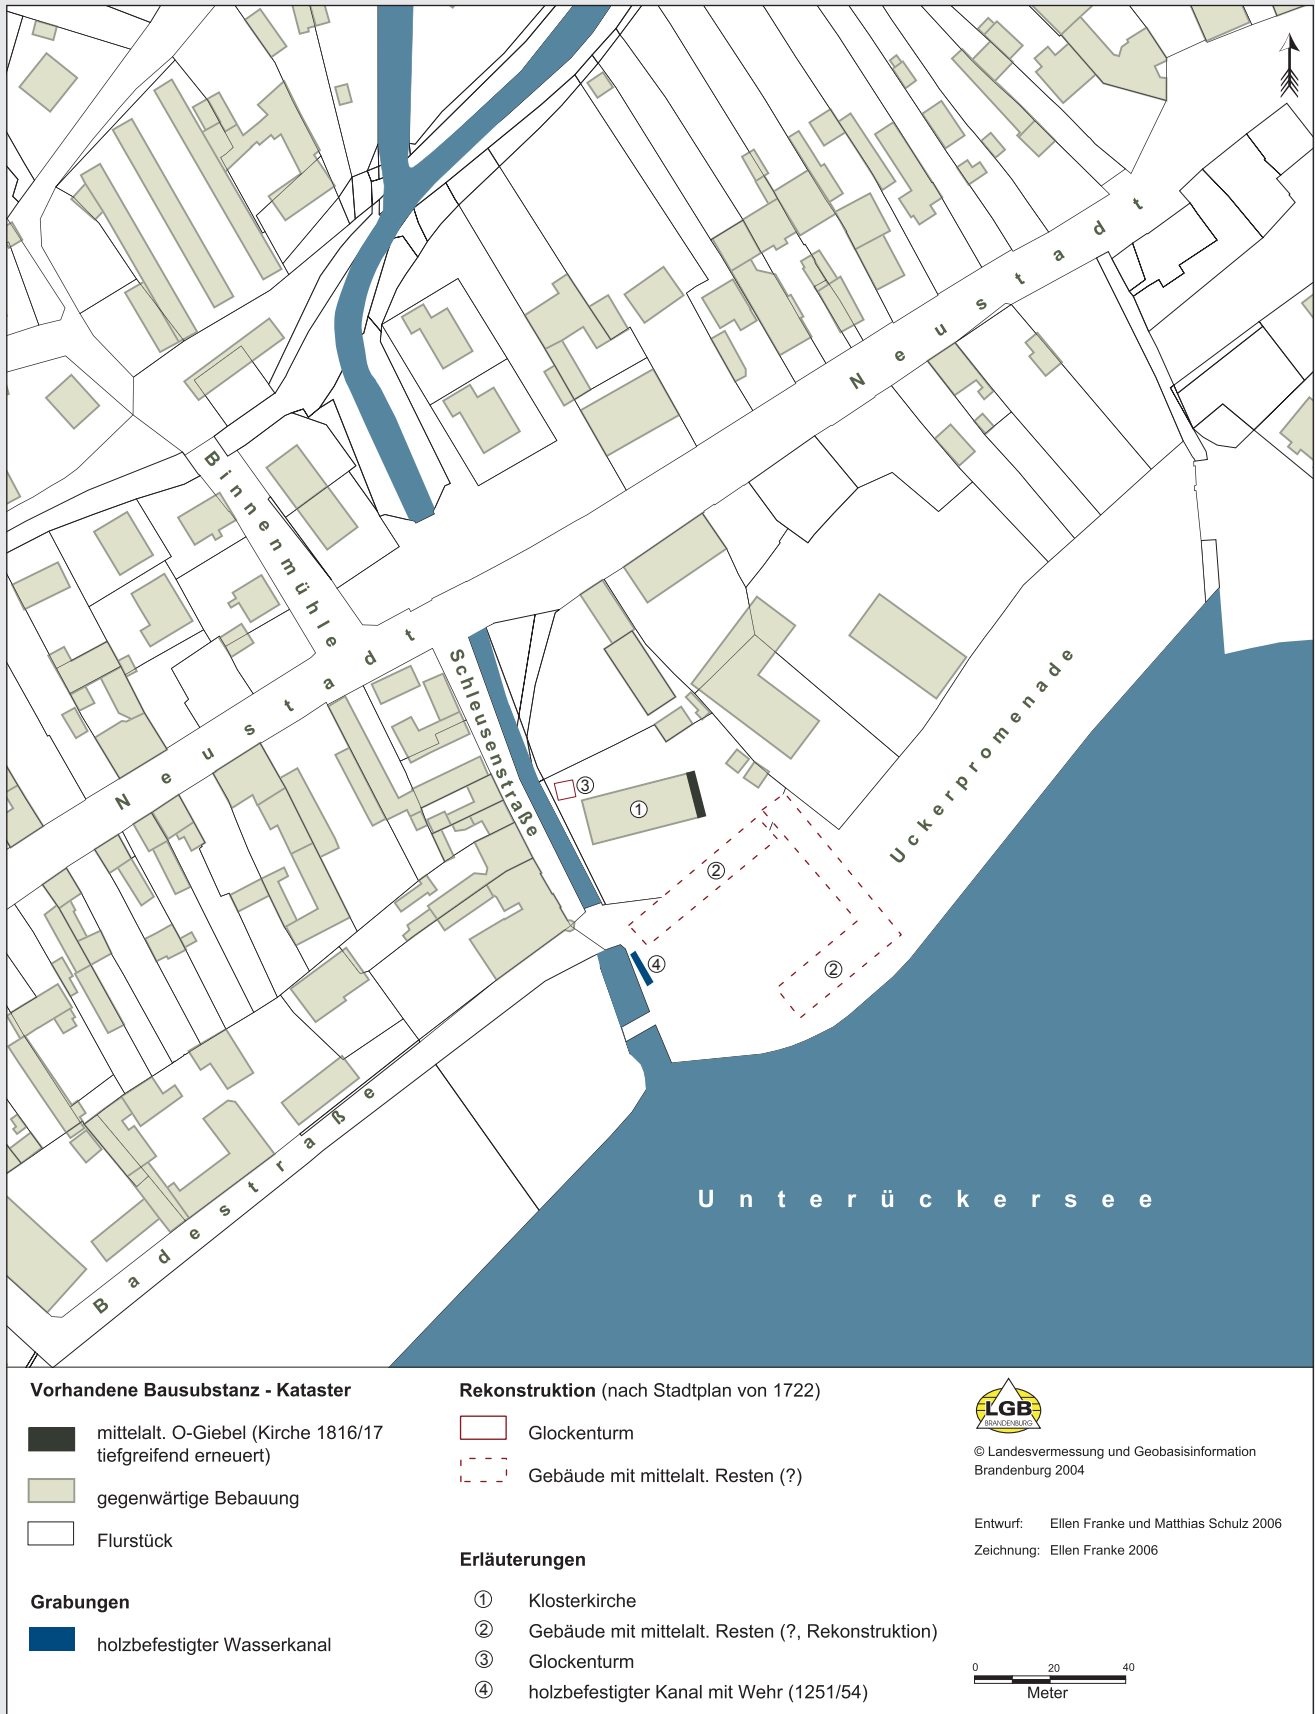 Neustadt
Binnenmühle
Neustadt
Schleusenstraße
Uckerpromenade
③
①
②
④
②
Unterückersee
Badestraße
Vorhandene Bausubstanz - Kataster
mittelalt. O-Giebel (Kirche 1816/17
tiefgreifend erneuert)
gegenwärtige Bebauung
Flurstück
Grabungen
holzbefestigter Wasserkanal
Rekonstruktion (nach Stadtplan von 1722)
Glockenturm
Gebäude mit mittelalt. Resten (?)
Erläuterungen
① Klosterkirche
② Gebäude mit mittelalt. Resten (?, Rekonstruktion)
③ Glockenturm
④ holzbefestigter Kanal mit Wehr (1251/54)
LGB
BRANDENBURG
© Landesvermessung und Geobasisinformation
Brandenburg 2004
Entwurf: Ellen Franke und Matthias Schulz 2006
Zeichnung: Ellen Franke 2006
0 20 40
Meter